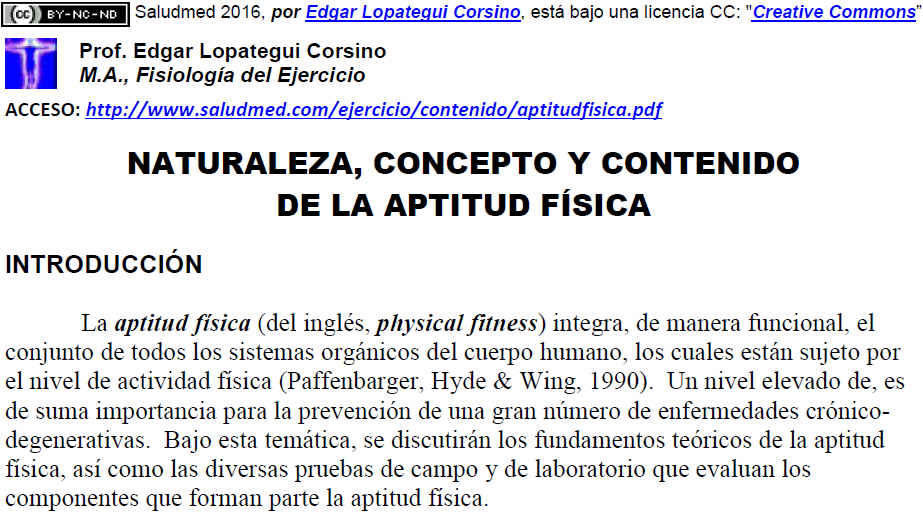 (cc) BY-NC-ND Saludmed 2016, por Edgar Lopategui Corsino, está bajo una licencia CC: "Creative Commons"
Prof. Edgar Lopategui Corsino
M.A., Fisiología del Ejercicio
ACCESO: http://www.saludmed.com/ejercicio/contenido/aptitudfisica.pdf
NATURALEZA, CONCEPTO Y CONTENIDO
DE LA APTITUD FÍSICA
INTRODUCCIÓN
La aptitud física (del inglés, physical fitness) integra, de manera funcional, el
conjunto de todos los sistemas orgánicos del cuerpo humano, los cuales están sujeto por
el nivel de actividad física (Paffenbarger, Hyde & Wing, 1990). Un nivel elevado de, es
de suma importancia para la prevención de una gran número de enfermedades crónico-
degenerativas. Bajo esta temática, se discutirán los fundamentos teóricos de la aptitud
física, así como las diversas pruebas de campo y de laboratorio que evaluan los
componentes que forman parte la aptitud física.